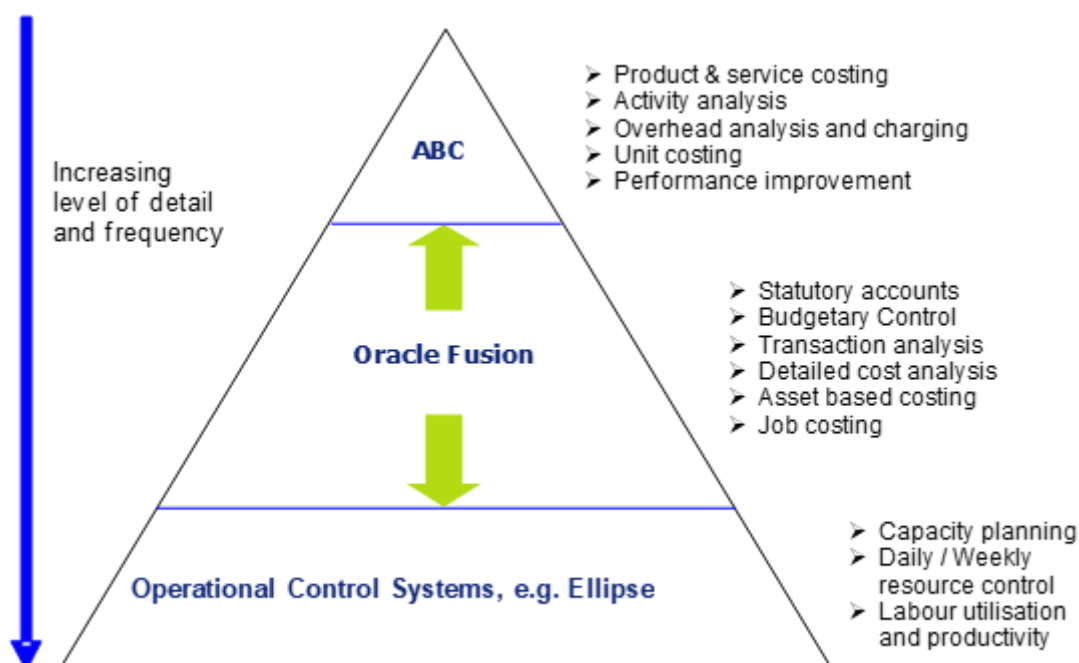 ➢ Product & service costing
➢ Activity analysis
➢ Overhead analysis and charging
➢ Unit costing
➢ Performance improvement
ABC
Increasing
level of detail
and frequency
➢ Statutory accounts
➢ Budgetary Control
➢ Transaction analysis
➢ Detailed cost analysis
➢ Asset based costing
➢ Job costing
Oracle Fusion
➢ Capacity planning
➢ Daily / Weekly
resource control
➢ Labour utilisation
and productivity
Operational Control Systems, e.g. Ellipse